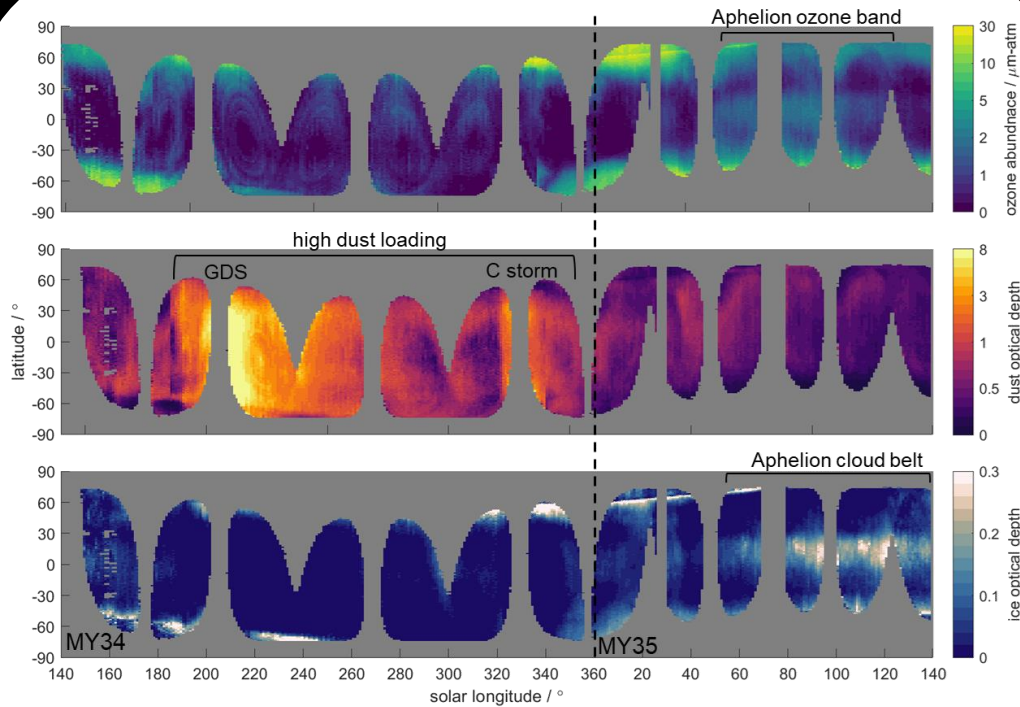 Aphelion ozone band
90
60
30
0
-30
-60
-90
30
10
5
2
1
0
ozone abundnace / μm-atm
high dust loading
GDS
C storm
90
60
30
0
-30
-60
-90
latitude / °
8
3
1
0.5
0
dust optical depth
Aphelion cloud belt
90
60
30
0
-30
-60
-90
MY34
MY35
0.3
0.2
0.1
0
ice optical depth
140 160 180 200 220 240 260 280 300 320 340 360 20 40 60 80 100 120 140
solar longitude / °